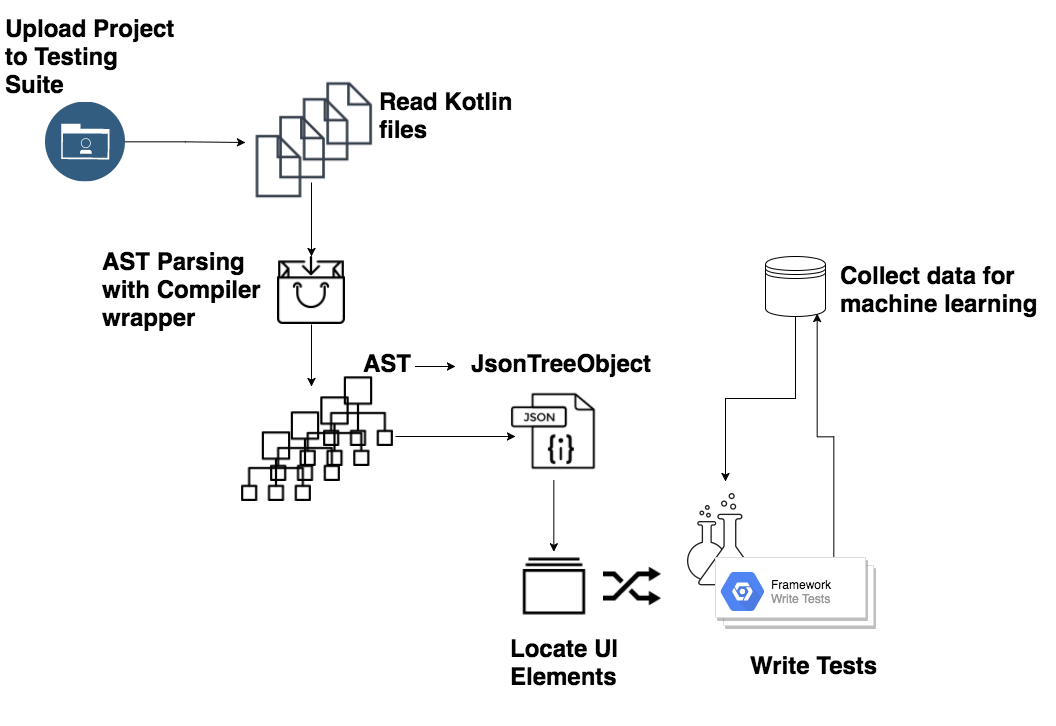 Upload Project
to Testing
Suite
Read Kotlin
files
AST Parsing
with Compiler
wrapper
Collect data for
machine learning
AST
JsonTreeObject
JSON
{i}
Framework
Write Tests
Locate UI
Elements
Write Tests